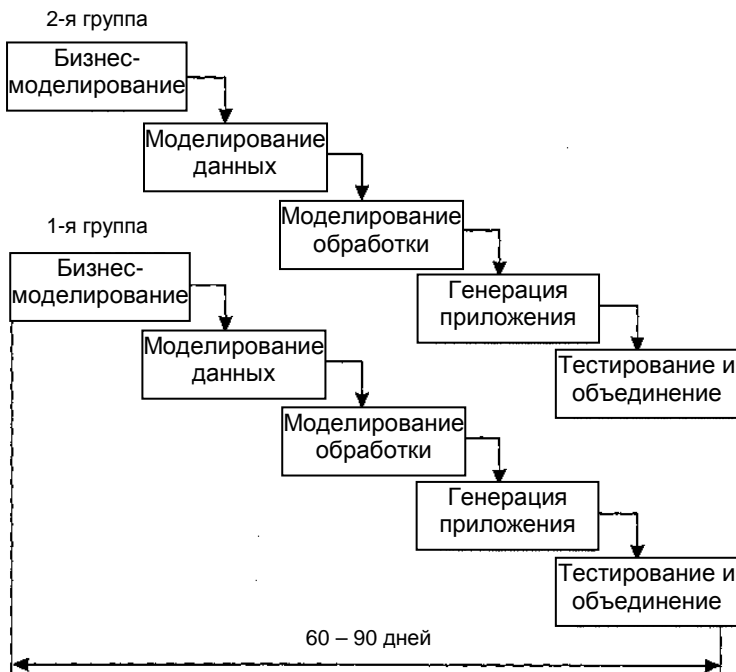 2-я группа
Бизнес-
моделирование
Моделирование
данных
Моделирование
обработки
1-я группа
Бизнес-
моделирование
Генерация
приложения
Моделирование
данных
Тестирование и
объединение
Моделирование
обработки
Генерация
приложения
Тестирование и
объединение
60 – 90 дней